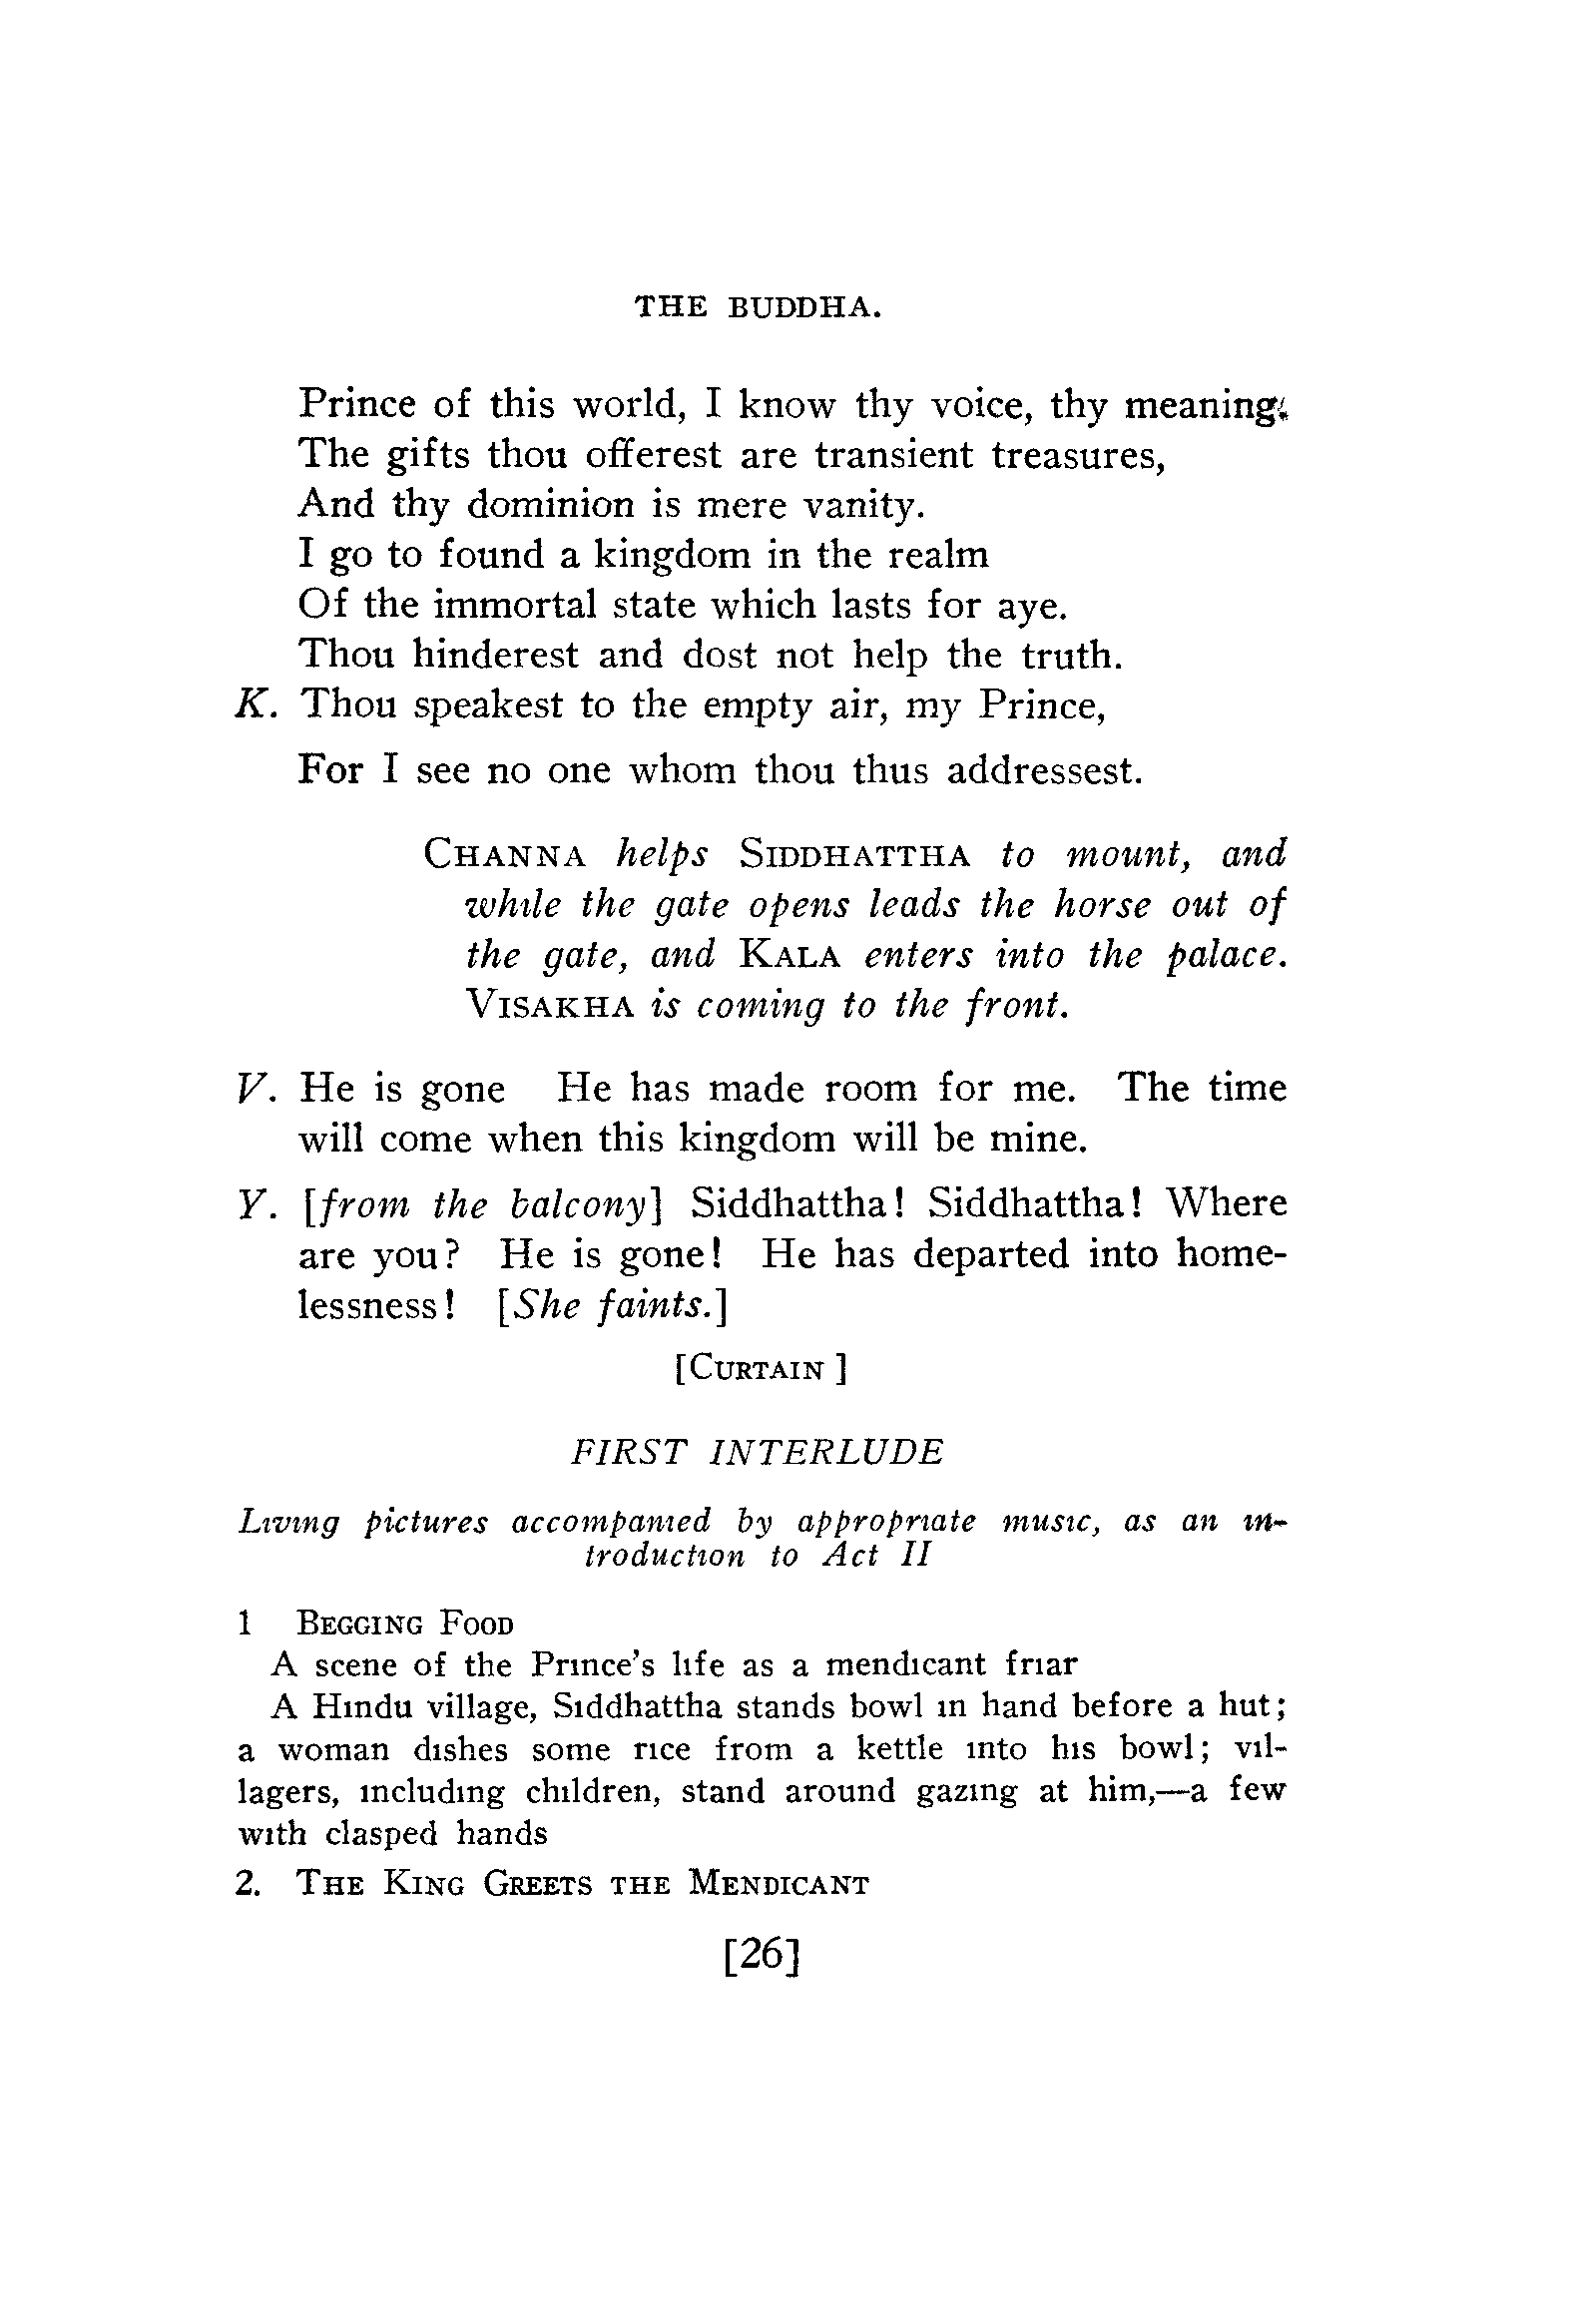 THE BUDDHA.
Prince of this world, I know thy voice, thy meaning;
The gifts thou offerest are transient treasures,
And thy dominion is mere vanity.
I go to found a kingdom in the realm
Of the immortal state which lasts for aye.
Thou hinderest and dost not help the truth.
K. Thou speakest to the empty air, my Prince,
For I see no one whom thou thus addressest.
CHANNA helps SIDDHATTHA to mount, and
while the gate opens leads the horse out of
the gate, and KALA enters into the palace.
VISAKHA is coming to the front.
V. He is gone He has made room for me. The time
will come when this kingdom will be mine.
Y. [from the balcony] Siddhattha! Siddhattha! Where
are you? He is gone! He has departed into home-
lessness! [She faints.]
[CURTAIN ]
FIRST INTERLUDE
Living pictures accompanied by appropriate music, as an in-
troduction to Act II
1 BEGGING FOOD
A scene of the Prince's life as a mendicant friar
A Hindu village, Siddhattha stands bowl in hand before a hut;
a woman dishes some rice from a kettle into his bowl; vil-
lagers, including children, stand around gazing at him,—a few
with clasped hands
2. THE KING GREETS THE MENDICANT
[26]